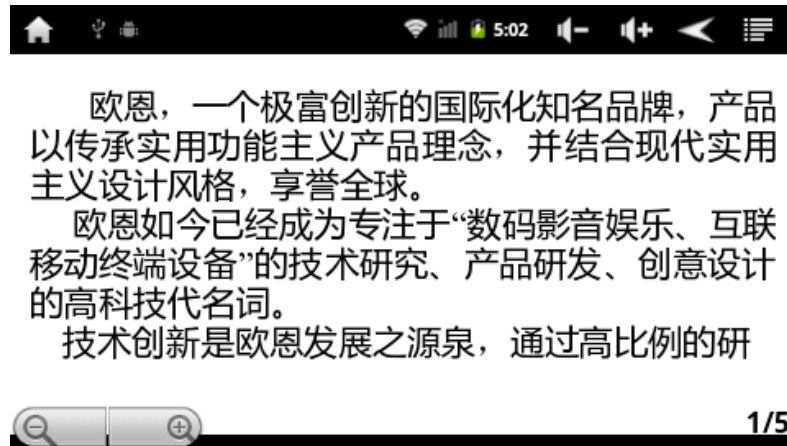 5:02
欧恩，一个极富创新的国际化知名品牌，产品
以传承实用功能主义产品理念，并结合现代实用
主义设计风格，享誉全球。
欧恩如今已经成为专注于“数码影音娱乐、互联
移动终端设备”的技术研究、产品研发、创意设计
的高科技代名词。
技术创新是欧恩发展之源泉，通过高比例的研
1/5